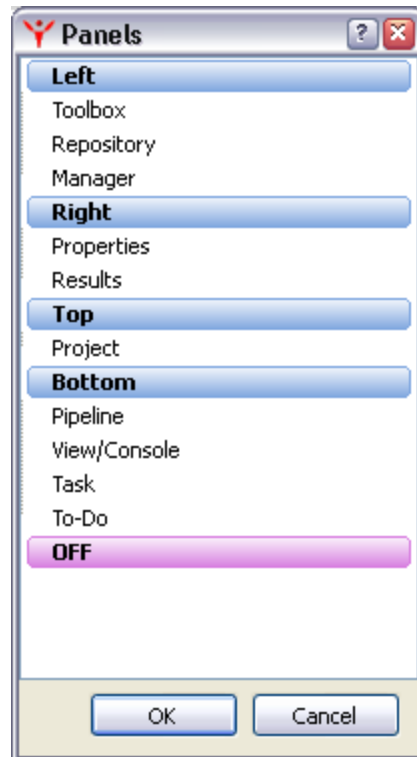 Panels
?
Left
Toolbox
Repository
Manager
Right
Properties
Results
Top
Project
Bottom
Pipeline
View/Console
Task
To-Do
OFF
OK
Cancel